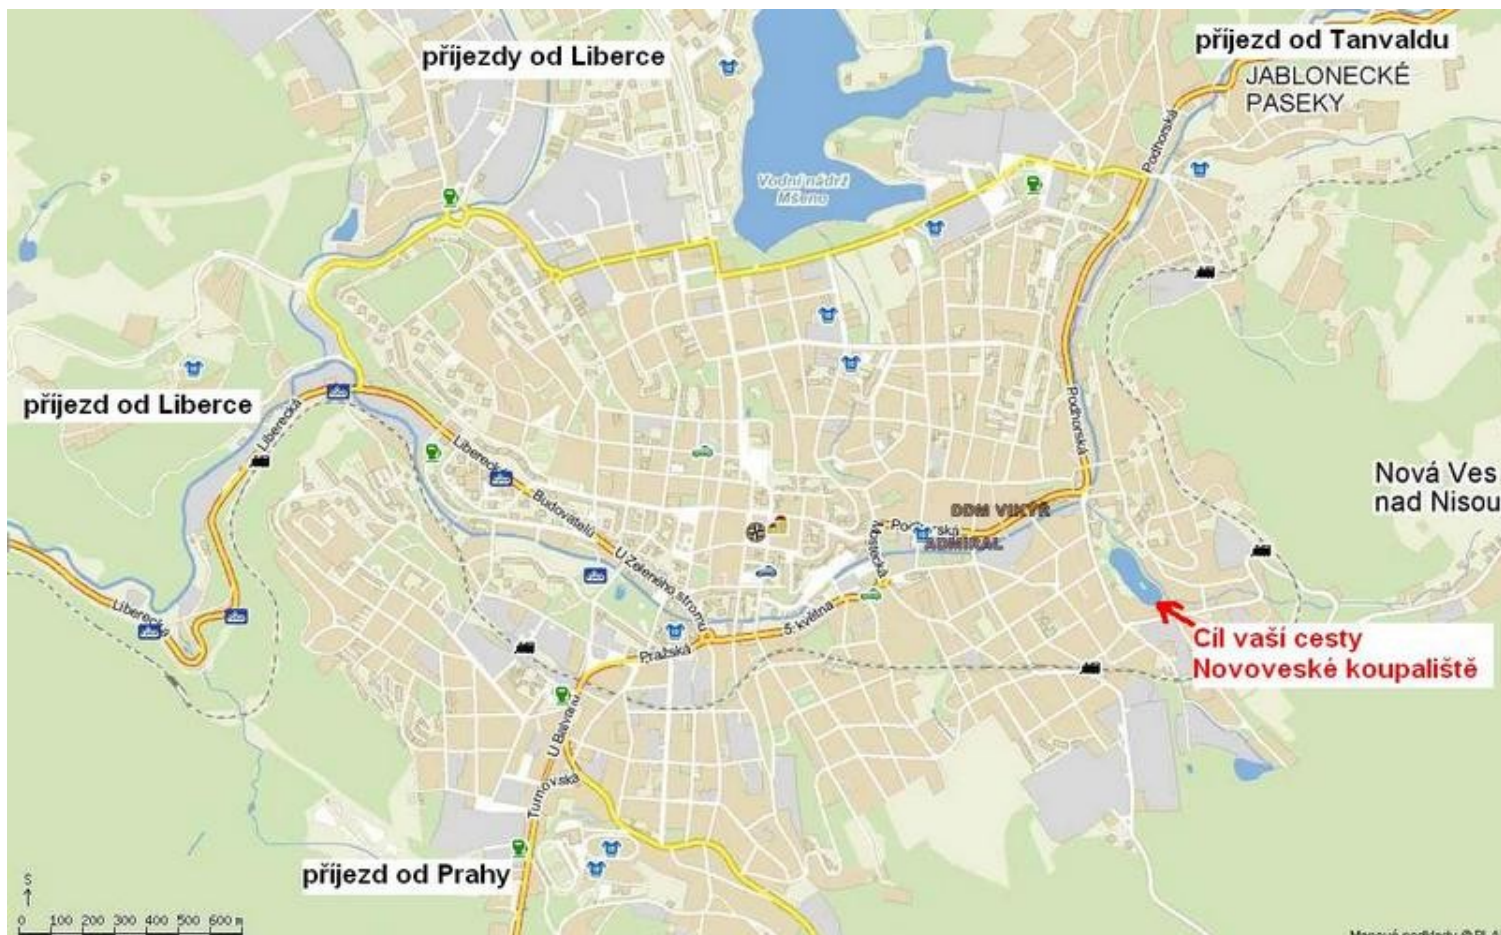 příjezdy od Liberce
příjezd od Tanvaldu
JABLONECKÉ
PASEKY
Podhorská
Vodní nádrž
Mšeno
příjezd od Liberce
Liberecká
Liberecká
Podhorská
Nová Ves
nad Nisou
Budovatelů
DDM VIKÝŘ
Podhorská
ADMIRAL
Mostecká
U Zeleného stromu
Liberecká
5. května
Pražská
Cíl vaší cesty
Novoveské koupaliště
U Balvanu
Turnovská
příjezd od Prahy
S
0 100 200 300 400 500 600 m